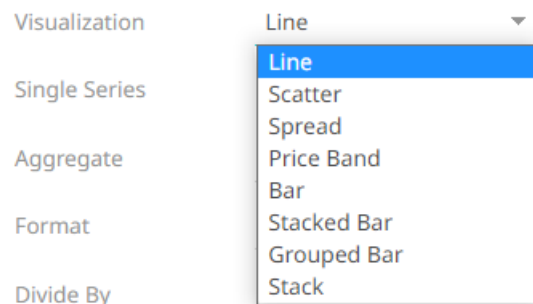 Visualization Line
Line
Single Series
Scatter
Spread
Aggregate
Price Band
Bar
Format
Stacked Bar
Grouped Bar
Divide By
Stack